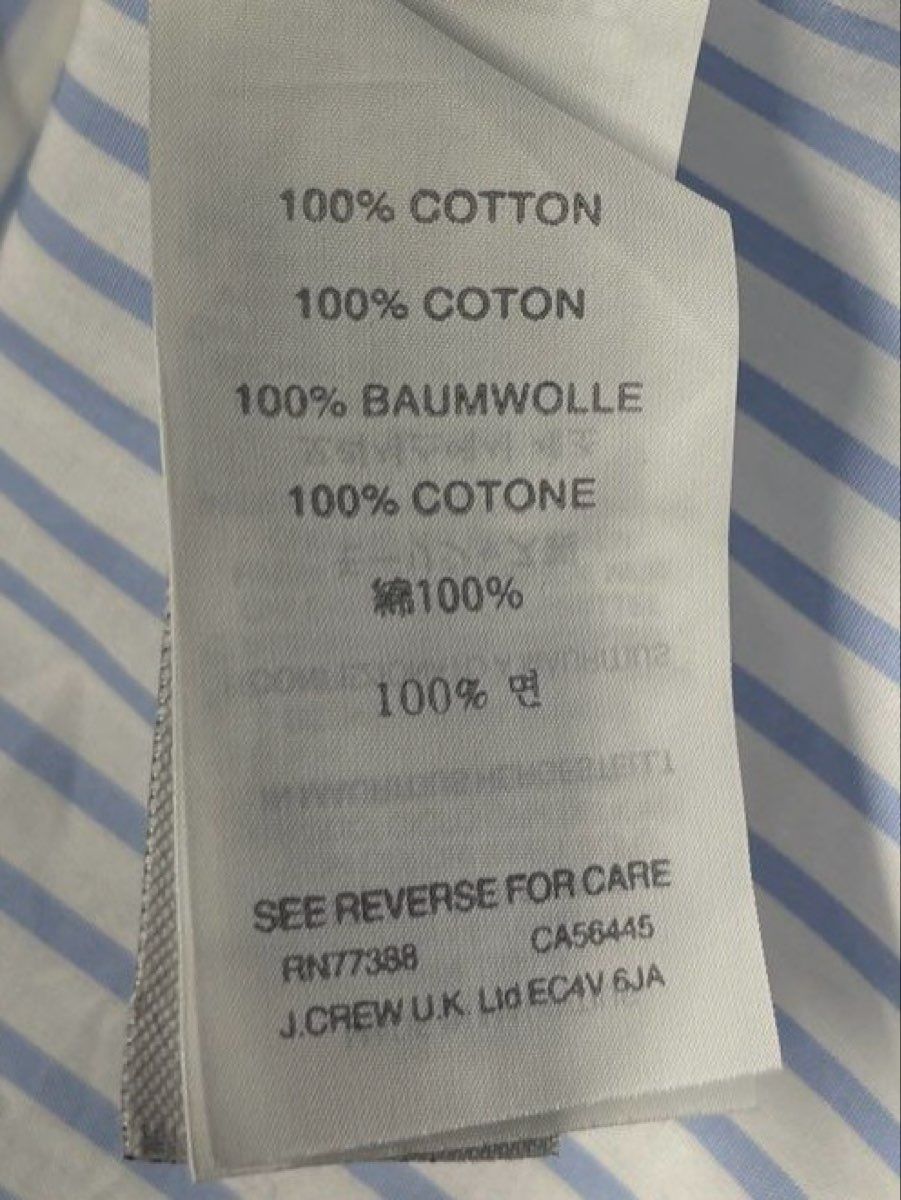 100% COTTON
100% COTON
100% BAUMWOLLE
100% COTONE
綿100%
100% 면
SEE REVERSE FOR CARE
RN77388 CA56445
J.CREW U.K. Ltd EC4V 6JA